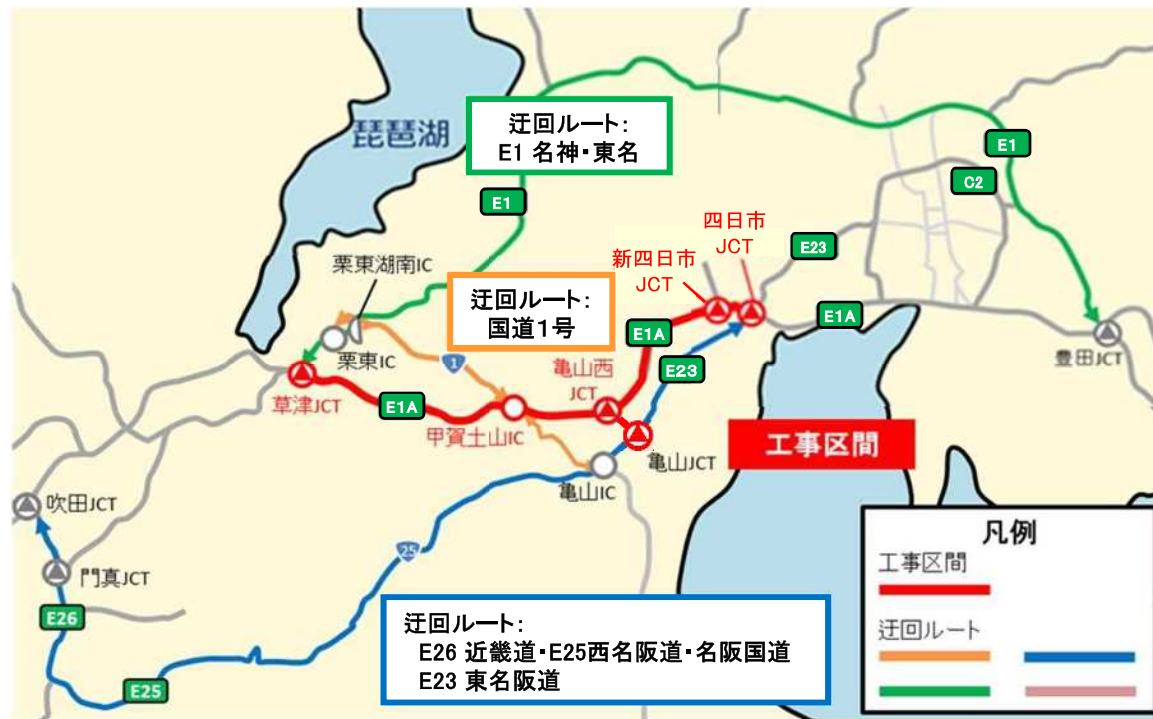 迂回ルート:
E1 名神・東名
琵琶湖
E1
C2
E1
四日市
JCT
新四日市
JCT
E23
栗東湖南IC
迂回ルート:
国道1号
E1A
E1A
豊田JCT
栗東IC
1
亀山西
JCT
E23
草津JCT
E1A
甲賀土山IC
工事区間
亀山JCT
亀山IC
吹田JCT
25
門真JCT
E26
E25
迂回ルート:
E26 近畿道・E25西名阪道・名阪国道
E23 東名阪道
凡例
工事区間
迂回ルート